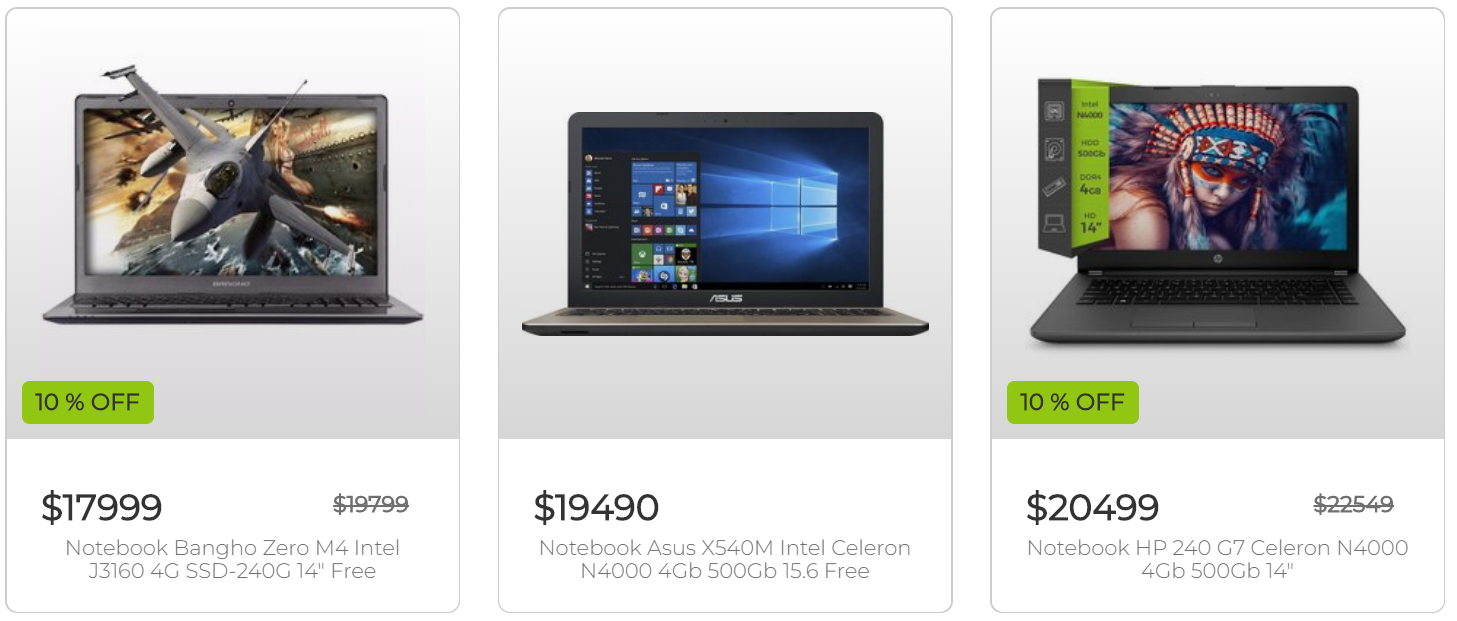 Intel
N4000
HDD
500Gb
DDR4
4GB
HD
14"
BANGHO
ASUS
hp
10 % OFF
10 % OFF
$17999 $19799
Notebook Bangho Zero M4 Intel
J3160 4G SSD-240G 14" Free
$19490
Notebook Asus X540M Intel Celeron
N4000 4Gb 500Gb 15.6 Free
$20499 $22549
Notebook HP 240 G7 Celeron N4000
4Gb 500Gb 14"